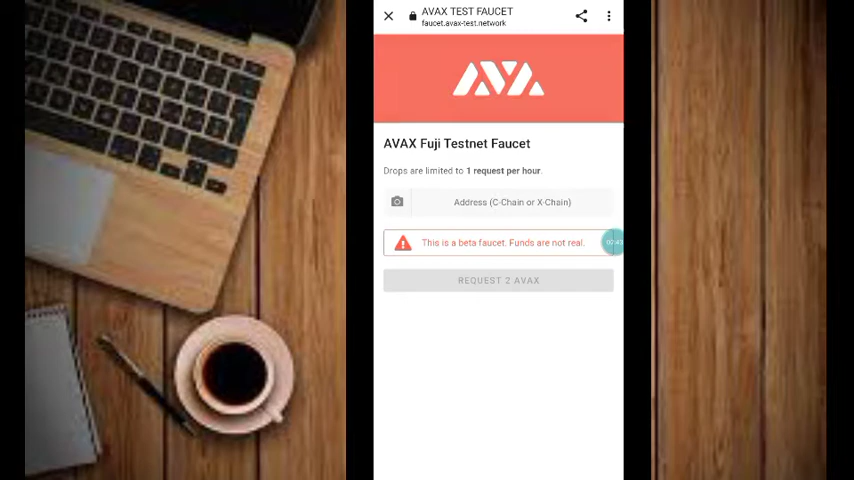 AVAX TEST FAUCET
faucet.avax-test.network
AVAX Fuji Testnet Faucet
Drops are limited to 1 request per hour.
Address (C-Chain or X-Chain)
This is a beta faucet. Funds are not real.
REQUEST 2 AVAX